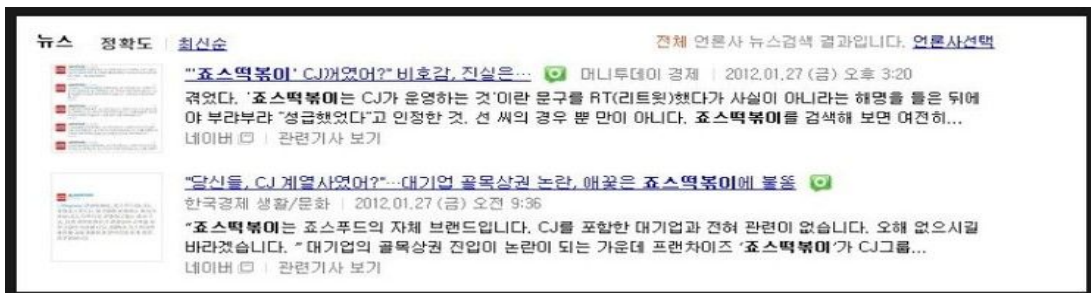 뉴스 정확도 | 최신순 전체 언론사 뉴스검색 결과입니다. 언론사선택
"'죠스떡볶이' CJ꺼였어?" 비호감, 진실은… 머니투데이 경제 | 2012.01.27 (금) 오후 3:20
겪었다. '죠스떡볶이는 CJ가 운영하는 것'이란 문구를 RT(리트윗)했다가 사실이 아니라는 해명을 들은 뒤에
야 부랴부랴 "성급했었다"고 인정한 것. 선 씨의 경우 뿐 만이 아니다. 죠스떡볶이를 검색해 보면 여전히...
네이버 | 관련기사 보기
"당신들, CJ 계열사였어?"…대기업 골목상권 논란, 애꿎은 죠스떡볶이에 불똥
한국경제 생활/문화 | 2012.01.27 (금) 오전 9:36
"죠스떡볶이는 죠스푸드의 자체 브랜드입니다. CJ를 포함한 대기업과 전혀 관련이 없습니다. 오해 없으시길
바라겠습니다. " 대기업의 골목상권 진입이 논란이 되는 가운데 프랜차이즈 '죠스떡볶이'가 CJ그룹...
네이버 | 관련기사 보기